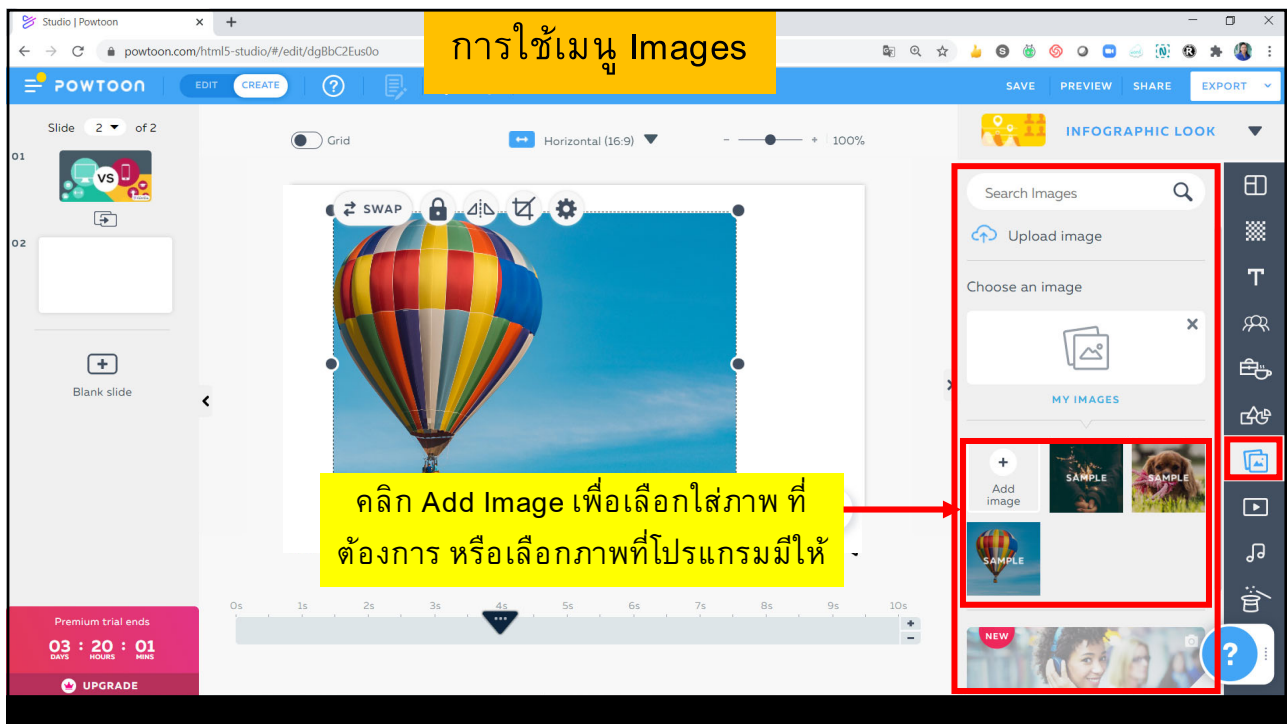 Studio | Powtoon
powtoon.com/html5-studio/#/edit/dgBbC2Eus0o
การใช้เมนู Images
POWTOON EDIT CREATE ? SAVE PREVIEW SHARE EXPORT
Slide 2 of 2
Grid Horizontal (16:9) - + 100%
INFOGRAPHIC LOOK
01
VS
02
Blank slide
SWAP
Search Images
Upload image
Choose an image
MY IMAGES
Add
image
SAMPLE
SAMPLE
SAMPLE
คลิก Add Image เพื่อเลือกใส่ภาพ ที่
ต้องการ หรือเลือกภาพที่โปรแกรมมีให้
0s 1s 2s 3s 4s 5s 6s 7s 8s 9s 10s
+
-
Premium trial ends
03 : 20 : 01
DAYS HOURS MINS
UPGRADE
NEW
?